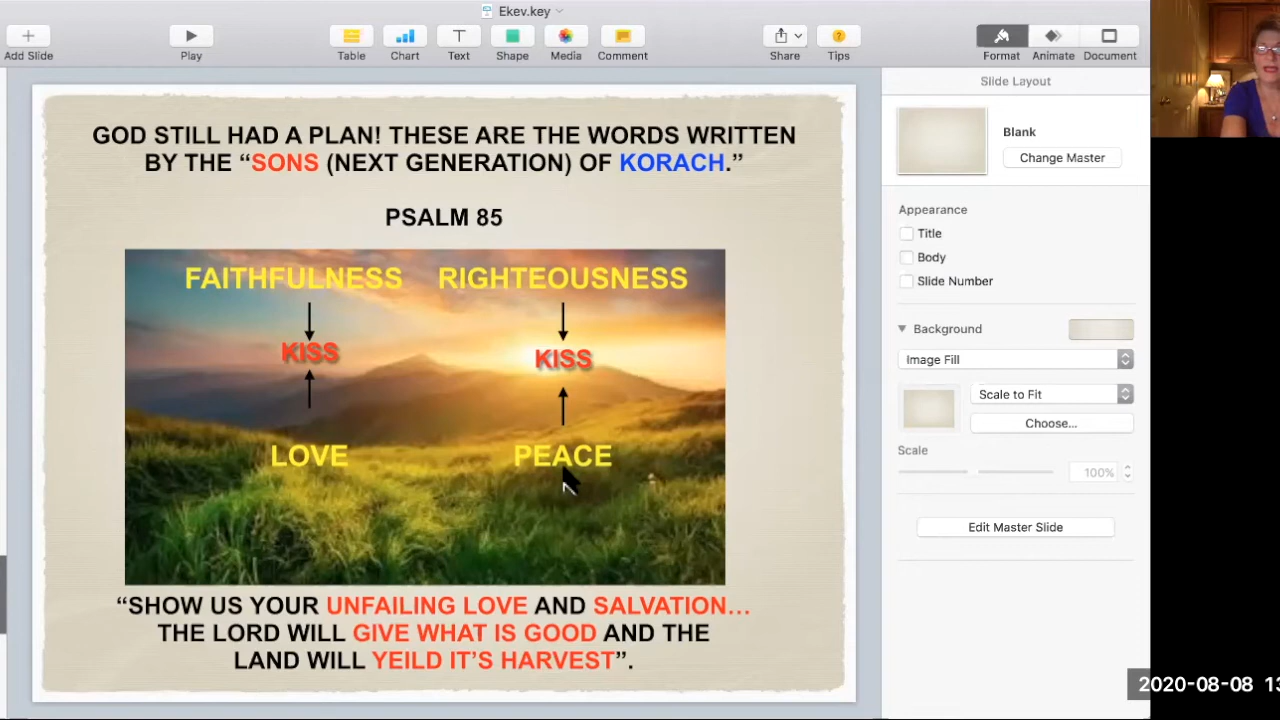 Ekev.key
Add Slide
Play
Table
Chart
Text
Shape
Media
Comment
Share
Tips
Format
Animate
Document
Slide Layout
Blank
Change Master
Appearance
Title
Body
Slide Number
Background
Image Fill
Scale to Fit
Choose...
Scale
100%
Edit Master Slide
GOD STILL HAD A PLAN! THESE ARE THE WORDS WRITTEN
BY THE “SONS (NEXT GENERATION) OF KORACH.”
PSALM 85
FAITHFULNESS RIGHTEOUSNESS
KISS KISS
LOVE PEACE
“SHOW US YOUR UNFAILING LOVE AND SALVATION…
THE LORD WILL GIVE WHAT IS GOOD AND THE
LAND WILL YEILD IT’S HARVEST”.
2020-08-08